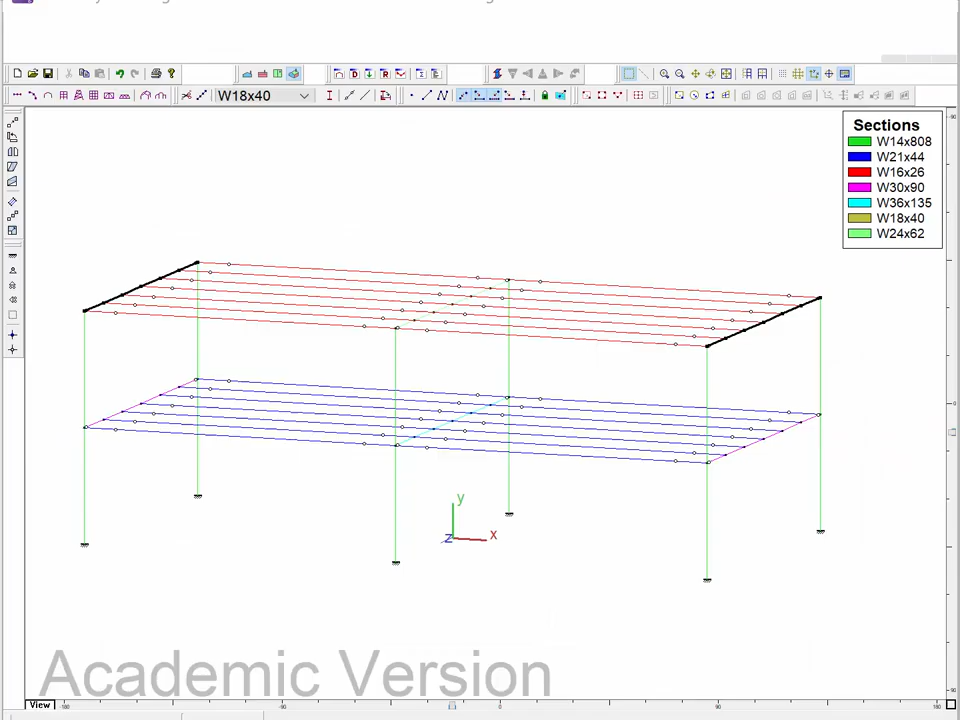 W18x40
Sections
W14x808
W21x44
W16x26
W30x90
W36x135
W18x40
W24x62
y
z
x
Academic Version
View